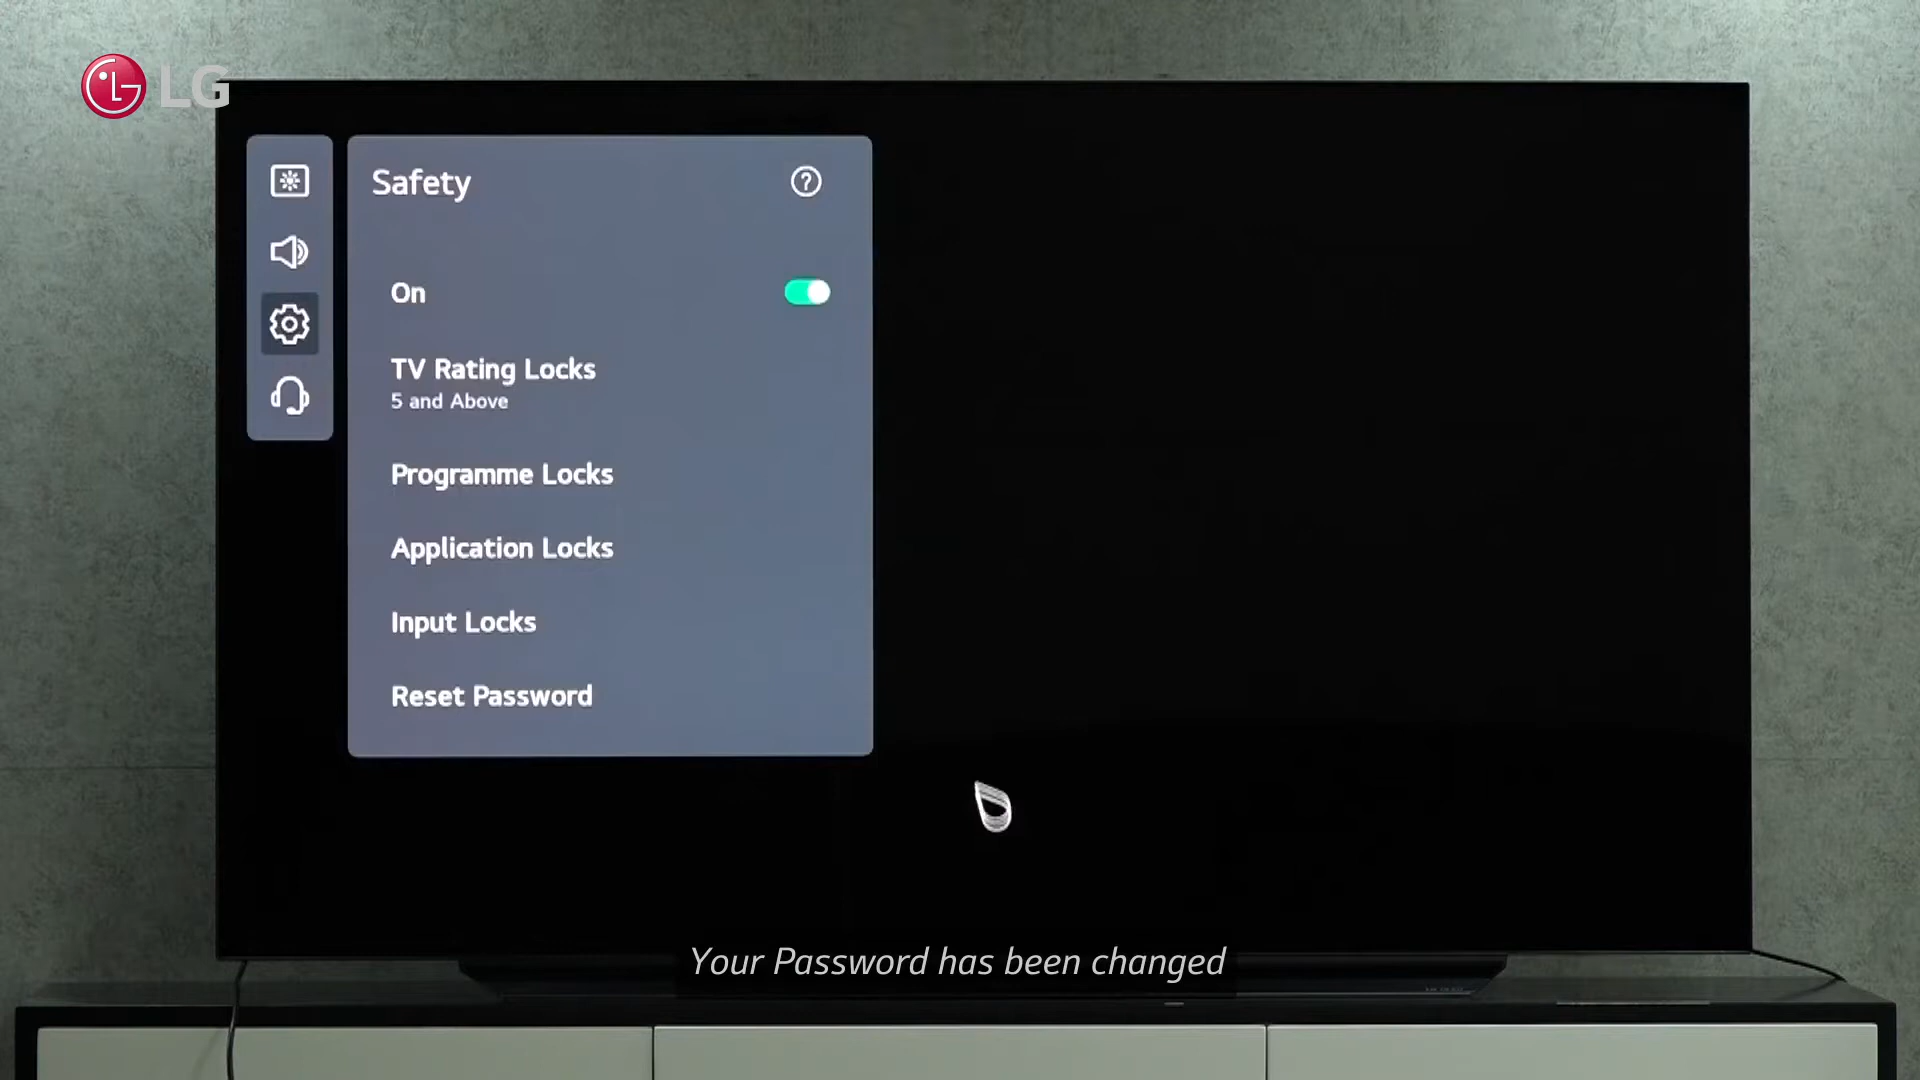 LG
Safety
On
TV Rating Locks
5 and Above
Programme Locks
Application Locks
Input Locks
Reset Password
Your Password has been changed